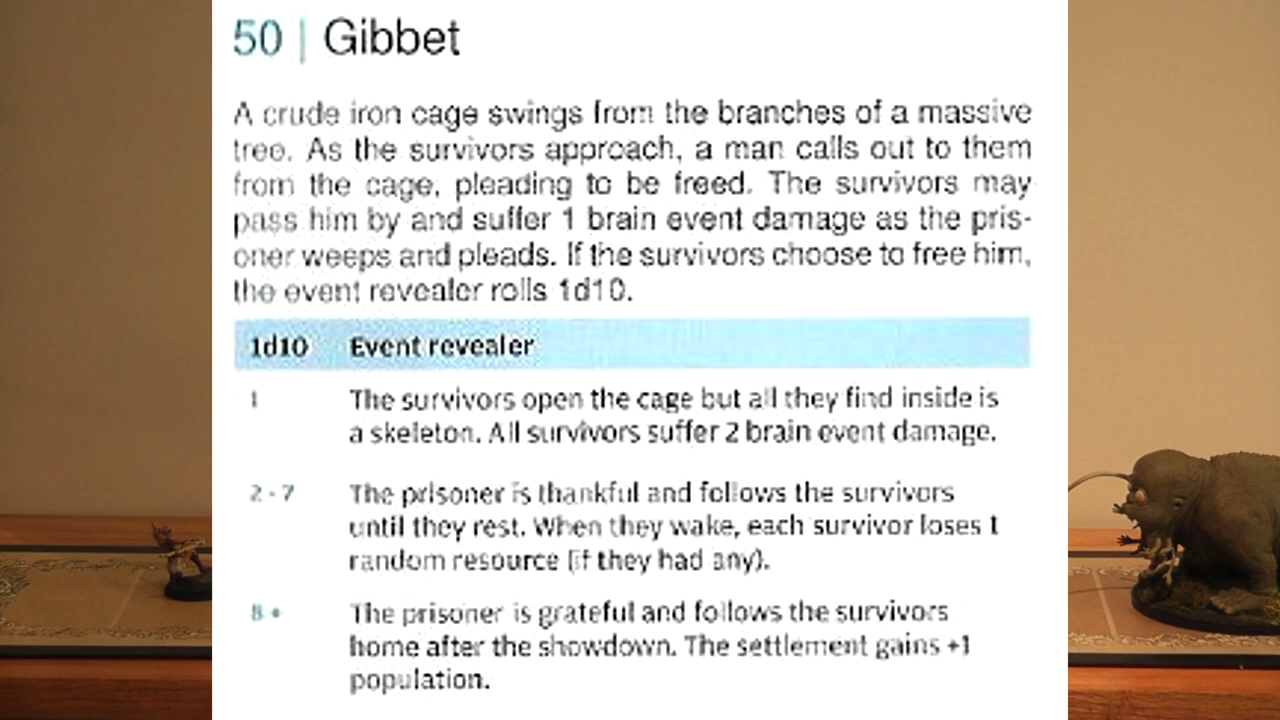 50 | Gibbet
A crude iron cage swings from the branches of a massive
tree. As the survivors approach, a man calls out to them
from the cage, pleading to be freed. The survivors may
pass him by and suffer 1 brain event damage as the pris-
oner weeps and pleads. If the survivors choose to free him,
the event revealer rolls 1d10.
1d10 Event revealer
1 The survivors open the cage but all they find inside is
a skeleton. All survivors suffer 2 brain event damage.
2 - 7 The prisoner is thankful and follows the survivors
until they rest. When they wake, each survivor loses 1
random resource (if they had any).
8 + The prisoner is grateful and follows the survivors
home after the showdown. The settlement gains +1
population.